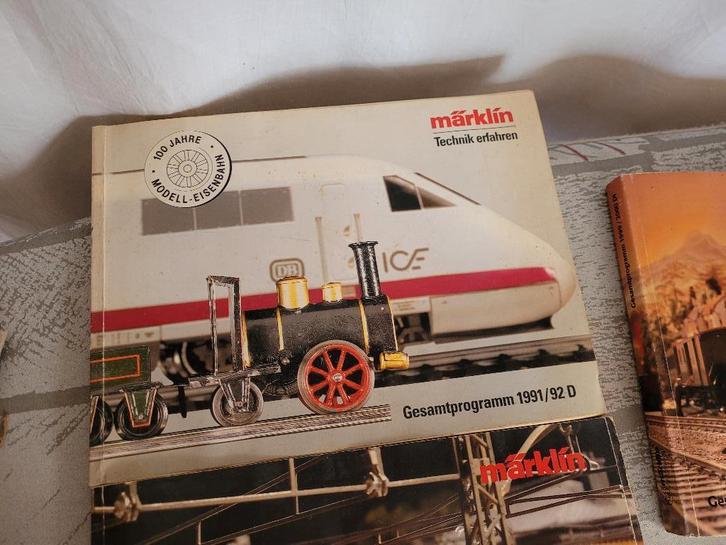 100 JAHRE
MODELL-EISENBAHN
märklin
Technik erfahren
DB
ICE
Gesamtprogramm 1991/92 D
märklin